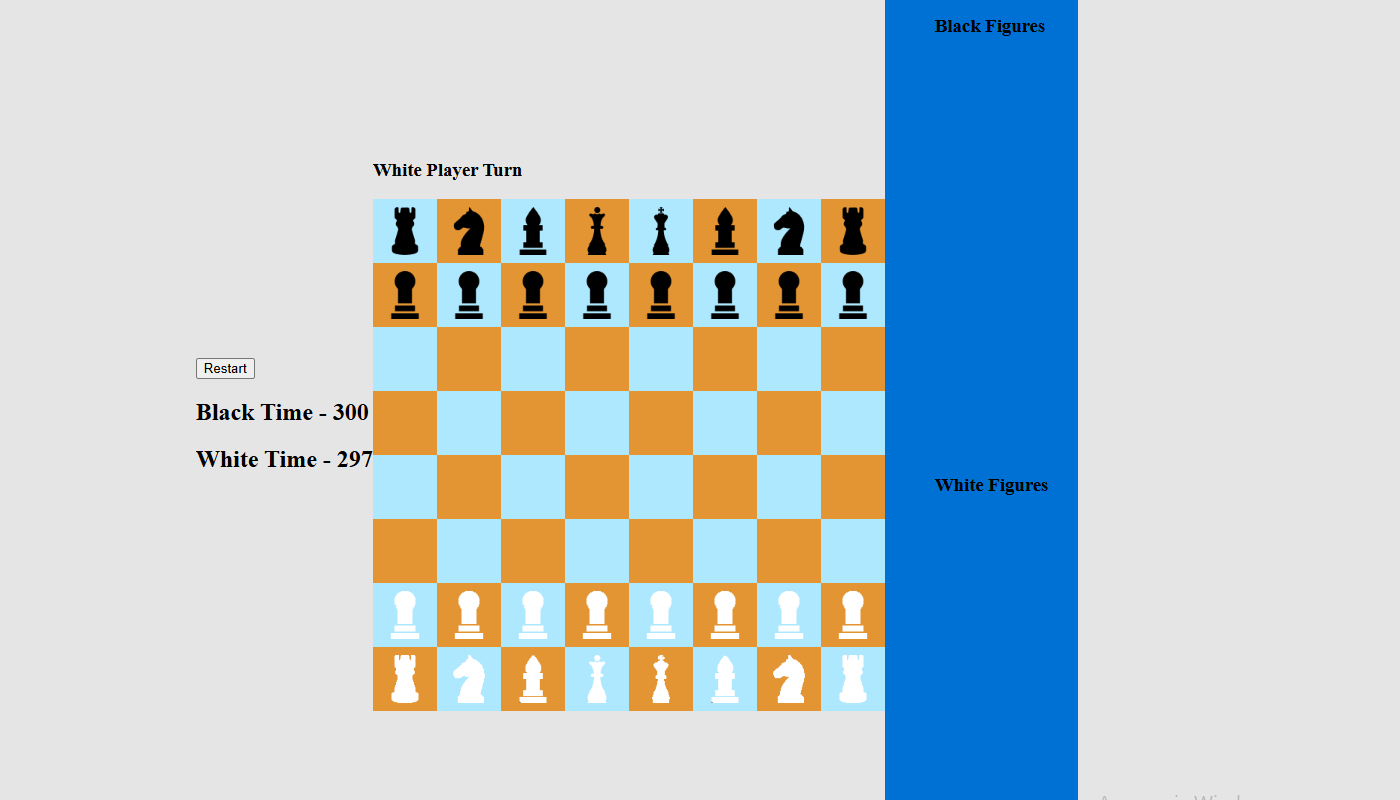 Black Figures
White Player Turn
Restart
Black Time - 300
White Time - 297
White Figures